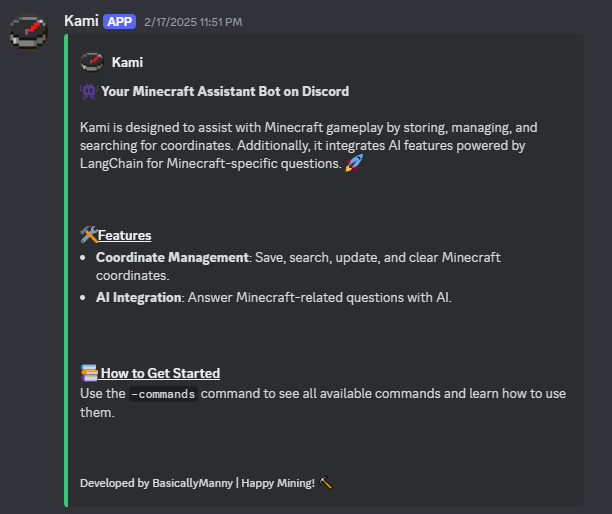 Kami APP 2/17/2025 11:51 PM
Kami
Your Minecraft Assistant Bot on Discord
Kami is designed to assist with Minecraft gameplay by storing, managing, and
searching for coordinates. Additionally, it integrates AI features powered by
LangChain for Minecraft-specific questions. 🚀
🛠️Features
• Coordinate Management: Save, search, update, and clear Minecraft
coordinates.
• AI Integration: Answer Minecraft-related questions with AI.
📚 How to Get Started
Use the -commands command to see all available commands and learn how to use
them.
Developed by BasicallyManny | Happy Mining! ⛏️